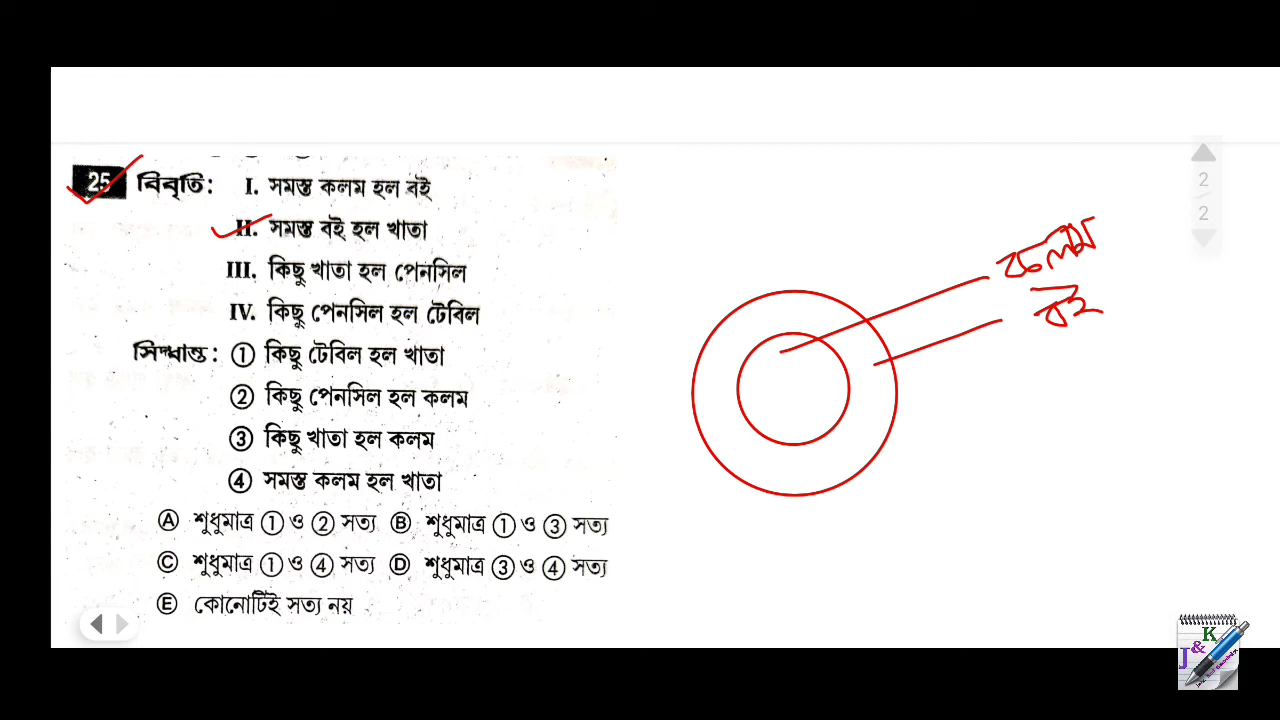 25 বিবৃতি: I. সমস্ত কলম হল বই
II. সমস্ত বই হল খাতা
III. কিছু খাতা হল পেনসিল
IV. কিছু পেনসিল হল টেবিল
সিদ্ধান্ত: ① কিছু টেবিল হল খাতা
② কিছু পেনসিল হল কলম
③ কিছু খাতা হল কলম
④ সমস্ত কলম হল খাতা
Ⓐ শুধুমাত্র ① ও ② সত্য Ⓑ শুধুমাত্র ① ও ③ সত্য
Ⓒ শুধুমাত্র ① ও ④ সত্য Ⓓ শুধুমাত্র ③ ও ④ সত্য
Ⓔ কোনোটিই সত্য নয়
কলম
বই
2
2
J & K